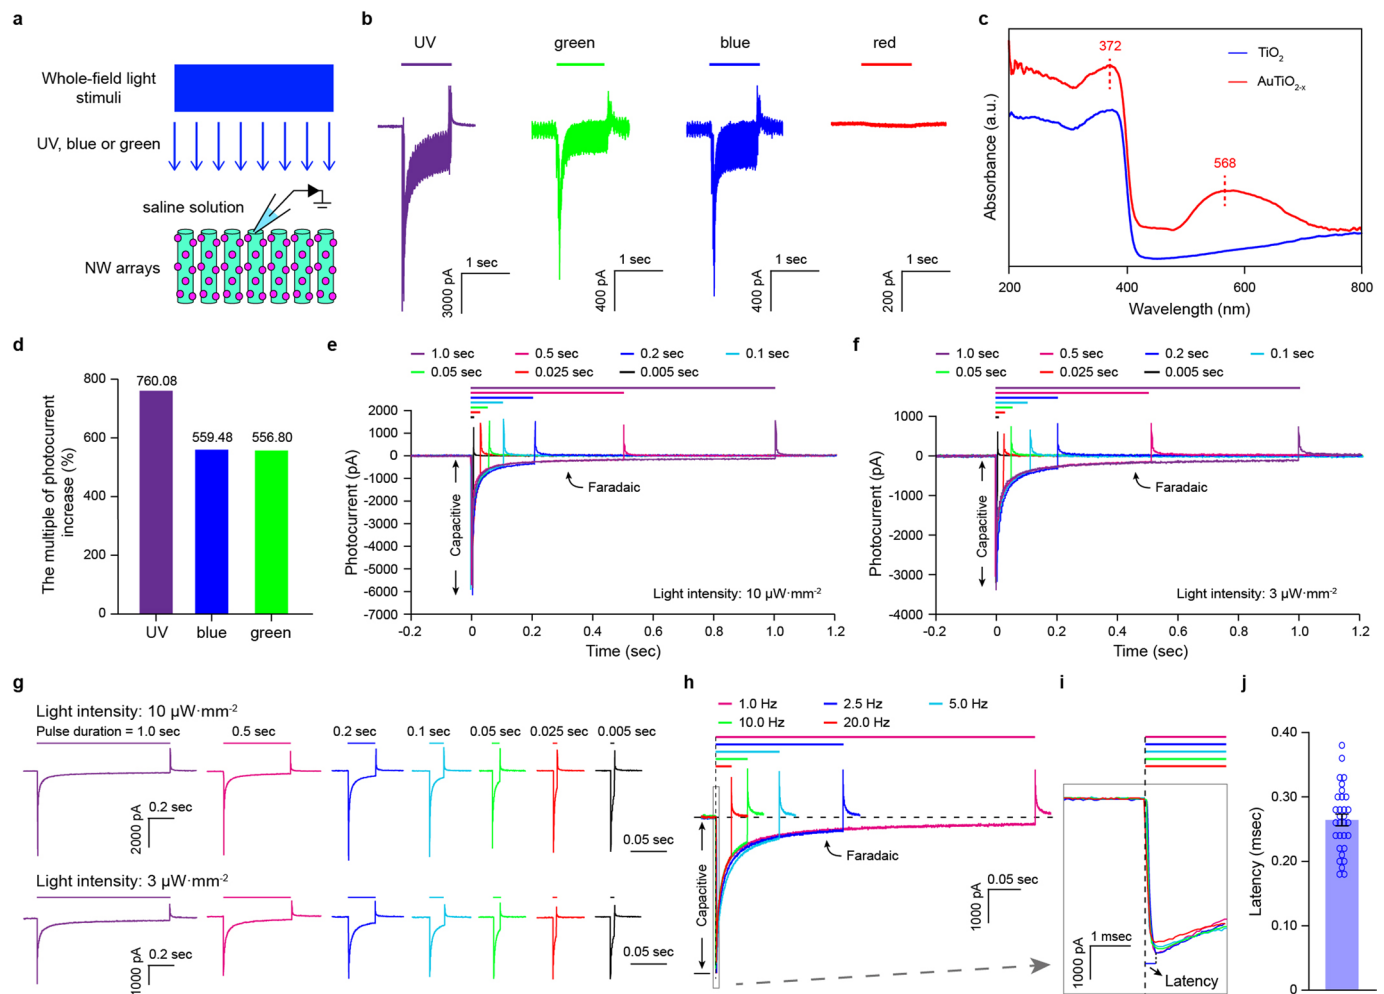 a
Whole-field light
stimuli
UV, blue or green
saline solution
NW arrays
b
UV
green
blue
red
1 sec
3000 pA
1 sec
400 pA
1 sec
400 pA
1 sec
200 pA
c
372
568
TiO2
AuTiO2-x
Absorbance (a.u.)
200 400 600 800
Wavelength (nm)
d
The multiple of photocurrent
increase (%)
800
600
400
200
0
760.08
559.48
556.80
UV blue green
e
1.0 sec 0.5 sec 0.2 sec 0.1 sec
0.05 sec 0.025 sec 0.005 sec
Photocurrent (pA)
2000
1000
0
-1000
-2000
-3000
-4000
-5000
-6000
-7000
Capacitive
Faradaic
Light intensity: 10 µW·mm-2
-0.2 0 0.2 0.4 0.6 0.8 1.0 1.2
Time (sec)
f
1.0 sec 0.5 sec 0.2 sec 0.1 sec
0.05 sec 0.025 sec 0.005 sec
Photocurrent (pA)
1000
0
-1000
-2000
-3000
-4000
Capacitive
Faradaic
Light intensity: 3 µW·mm-2
-0.2 0 0.2 0.4 0.6 0.8 1.0 1.2
Time (sec)
g
Light intensity: 10 µW·mm-2
Pulse duration = 1.0 sec 0.5 sec 0.2 sec 0.1 sec 0.05 sec 0.025 sec 0.005 sec
0.2 sec
2000 pA
0.05 sec
Light intensity: 3 µW·mm-2
0.2 sec
1000 pA
0.05 sec
h
1.0 Hz 2.5 Hz 5.0 Hz
10.0 Hz 20.0 Hz
Capacitive
Faradaic
0.05 sec
1000 pA
i
1 msec
1000 pA
Latency
j
Latency (msec)
0.40
0.30
0.20
0.10
0